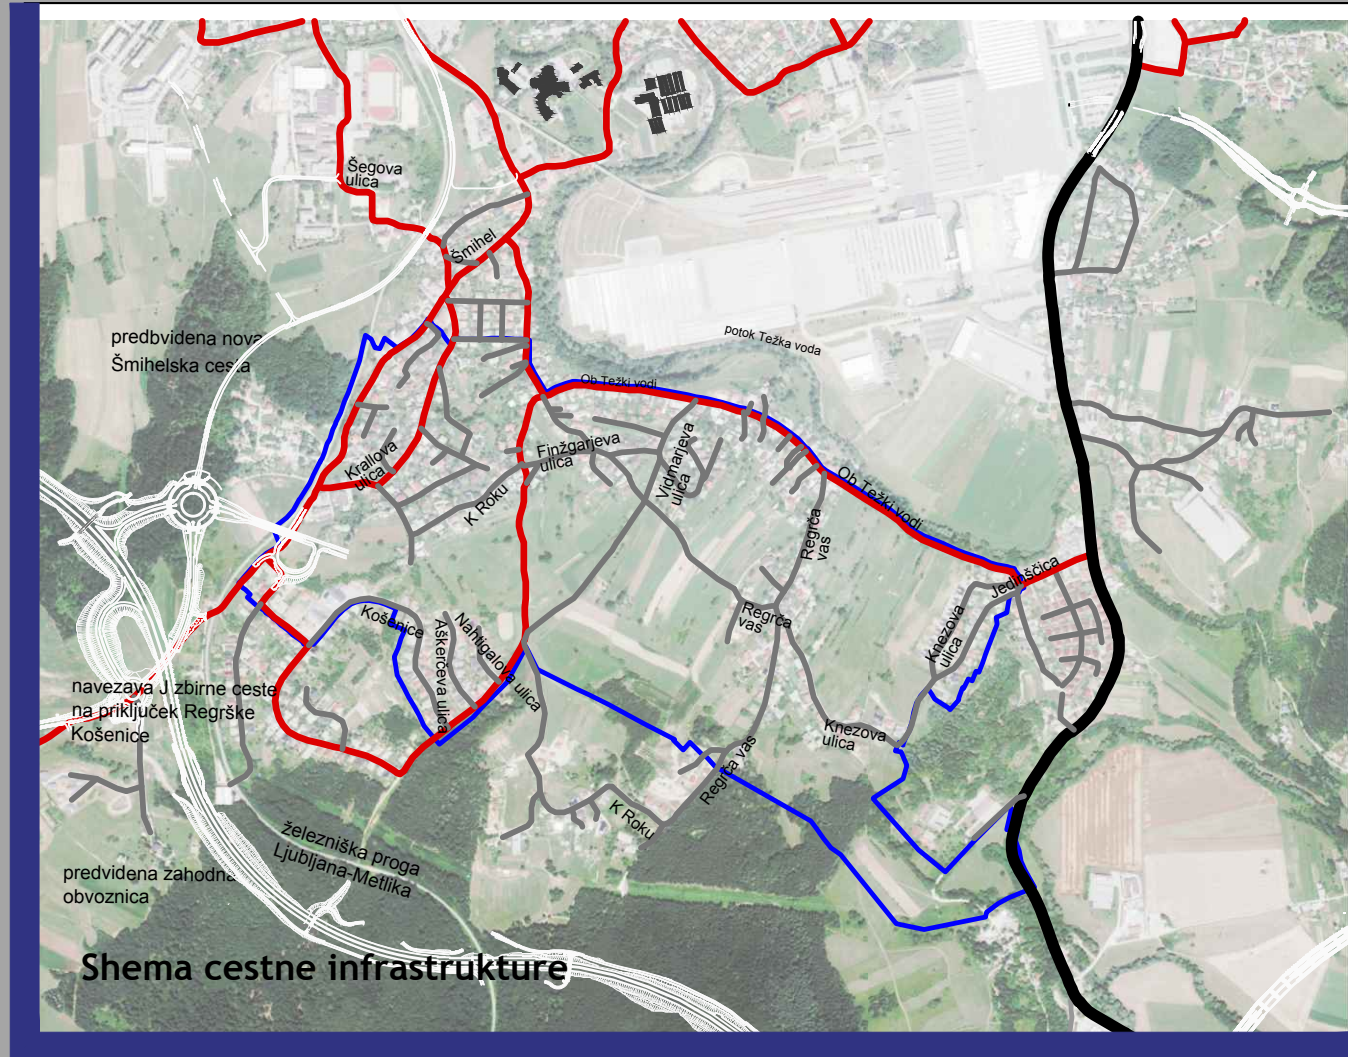 Šegova
ulica
Šmihel
predbvidena nova
Šmihelska cesta
potok Težka voda
Ob Težki vodi
Krallova
ulica
K Roku
Finžgarjeva
ulica
Vidmarjeva
ulica
Ob Težki vodi
Regrča
vas
Jedinščica
Košenice
Aškerčeva ulica
Nahtigalova ulica
Regrča
vas
Knezova
ulica
navezava J zbirne ceste
na priključek Regrške
Košenice
Knezova
ulica
Regrča vas
K Roku
železniška proga
Ljubljana-Metlika
predvidena zahodna
obvoznica
Shema cestne infrastrukture